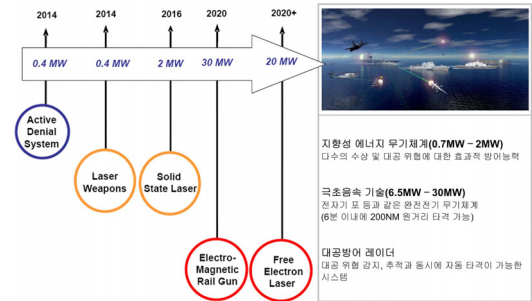 2014
2014
2016
2020
2020+
0.4 MW
0.4 MW
2 MW
30 MW
20 MW
Active
Denial
System
Laser
Weapons
Solid
State Laser
Electro-
Magnetic
Rail Gun
Free
Electron
Laser
지향성 에너지 무기체계(0.7MW – 2MW)
다수의 수상 및 대공 위협에 대한 효과적 방어능력
극초음속 기술(6.5MW – 30MW)
전자기 포 등과 같은 완전전기 무기체계
(6분 이내에 200NM 원거리 타격 가능)
대공방어 레이더
대공 위협 감지, 추적과 동시에 자동 타격이 가능한
시스템